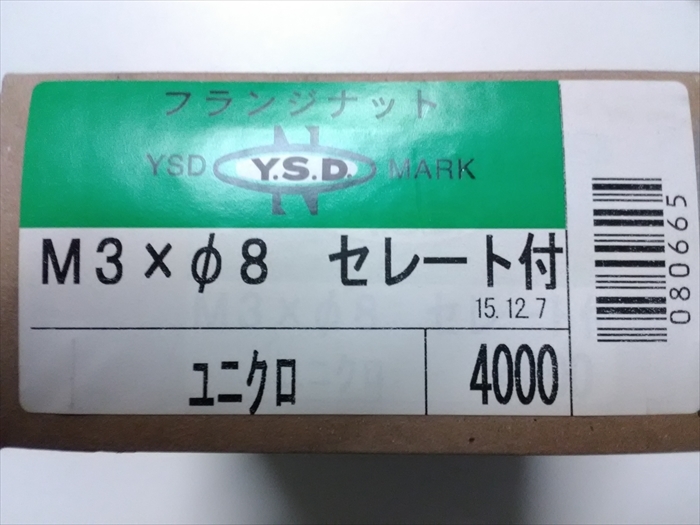 フランジナット
YSD Y.S.D. MARK
M3×φ8 セレート付
15.12.7
ユニクロ 4000
080665